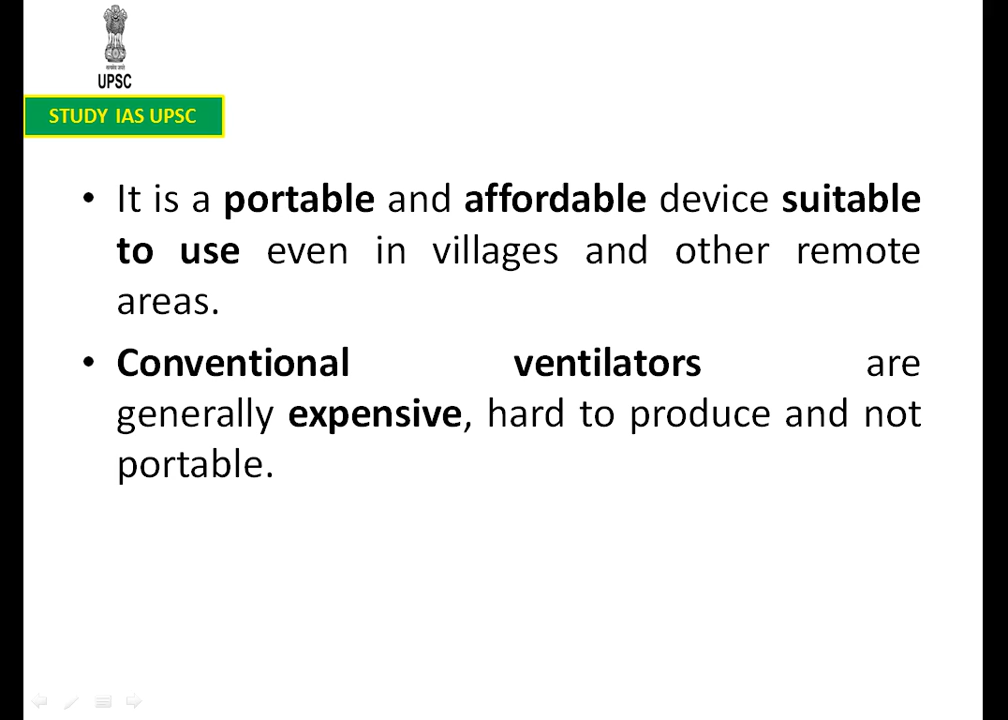 UPSC
STUDY IAS UPSC
• It is a portable and affordable device suitable
to use even in villages and other remote
areas.
• Conventional ventilators are
generally expensive, hard to produce and not
portable.